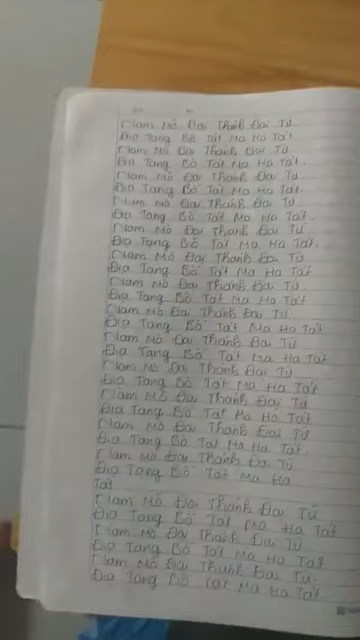 Nam Mô Đại Thánh Đại Từ
Địa Tạng Bồ Tát Ma Ha Tát
Nam Mô Đại Thánh Đại Từ
Địa Tạng Bồ Tát Ma Ha Tát.
Nam Mô Đại Thánh Đại Từ
Địa Tạng Bồ Tát Ma Ha Tát
Nam Mô Đại Thánh Đại Từ.
Địa Tạng Bồ Tát Ma Ha Tát.
Nam Mô Đại Thánh Đại Từ
Địa Tạng Bồ Tát Ma Ha Tát.
Nam Mô Đại Thánh Đại Từ
Địa Tạng Bồ Tát Ma Ha Tát
Nam Mô Đại Thánh Đại Từ
Địa Tạng Bồ Tát Ma Ha Tát
Nam Mô Đại Thánh Đại Từ
Địa Tạng Bồ Tát Ma Ha Tát
Nam Mô Đại Thánh Đại Từ
Địa Tạng Bồ Tát Ma Ha Tát
Nam Mô Đại Thánh Đại Từ
Địa Tạng Bồ Tát Ma Ha Tát
Nam Mô Đại Thánh Đại Từ
Địa Tạng Bồ Tát Ma Ha Tát
Nam Mô Đại Thánh Đại Từ
Địa Tạng Bồ Tát Ma Ha Tát.
Nam Mô Đại Thánh Đại Từ
Địa Tạng Bồ Tát Ma Ha
Tát
Nam Mô Đại Thánh Đại Từ
Địa Tạng Bồ Tát Ma Ha Tát
Nam Mô Đại Thánh Đại Từ
Địa Tạng Bồ Tát Ma Ha Tát
Nam Mô Đại Thánh Đại Từ.
Địa Tạng Bồ Tát Ma Ha Tát